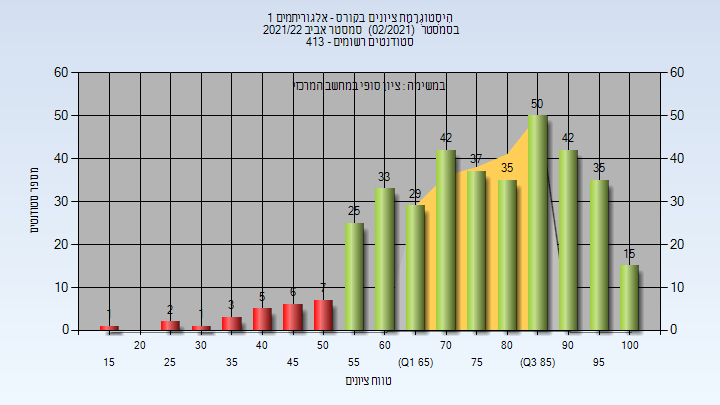 היסטוגרמת ציונים בקורס - אלגוריתמים 1
בסמסטר (02/2021) סמסטר אביב 2021/22
סטודנטים רשומים - 413
במשימה : ציון סופי במחשב המרכזי
מספר סטודנטים
60 60
50 50
40 40
30 30
20 20
10 10
0 0
1 2 1 3 5 6 7 25 33 29 42 37 35 50 42 35 15
20 30 40 50 60 70 80 90 100
15 25 35 45 55 (Q1 65) 75 (Q3 85) 95
טווח ציונים